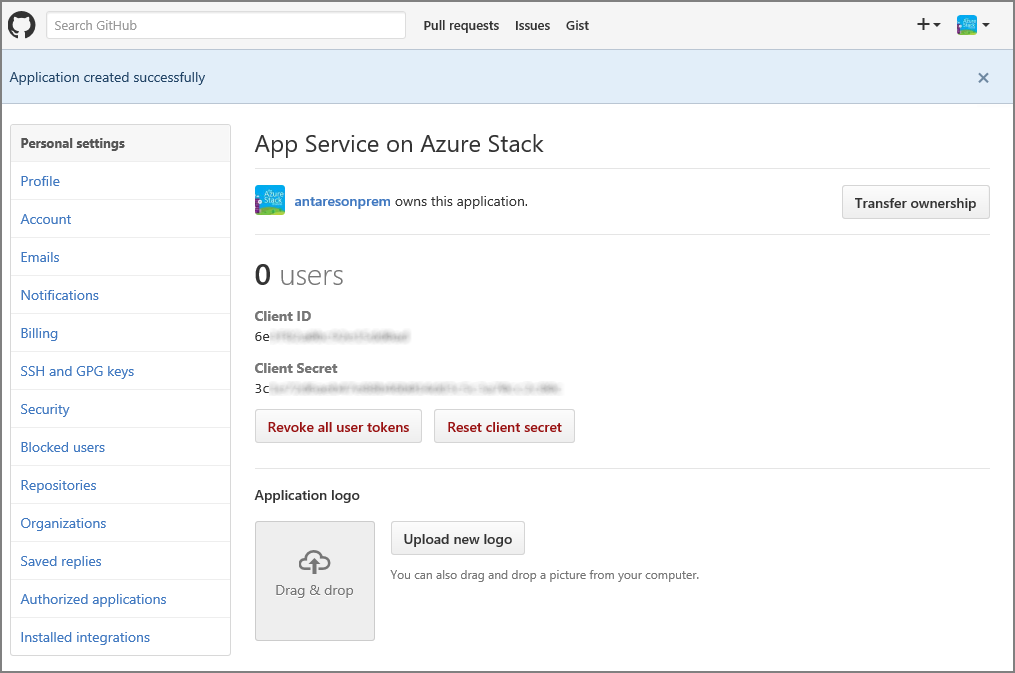 Search GitHub
Pull requests Issues Gist
Application created successfully
Personal settings
Profile
Account
Emails
Notifications
Billing
SSH and GPG keys
Security
Blocked users
Repositories
Organizations
Saved replies
Authorized applications
Installed integrations
App Service on Azure Stack
Azure Stack
antaresonprem owns this application.
Transfer ownership
0 users
Client ID
6e
Client Secret
3c
Revoke all user tokens Reset client secret
Application logo
Drag & drop
Upload new logo
You can also drag and drop a picture from your computer.